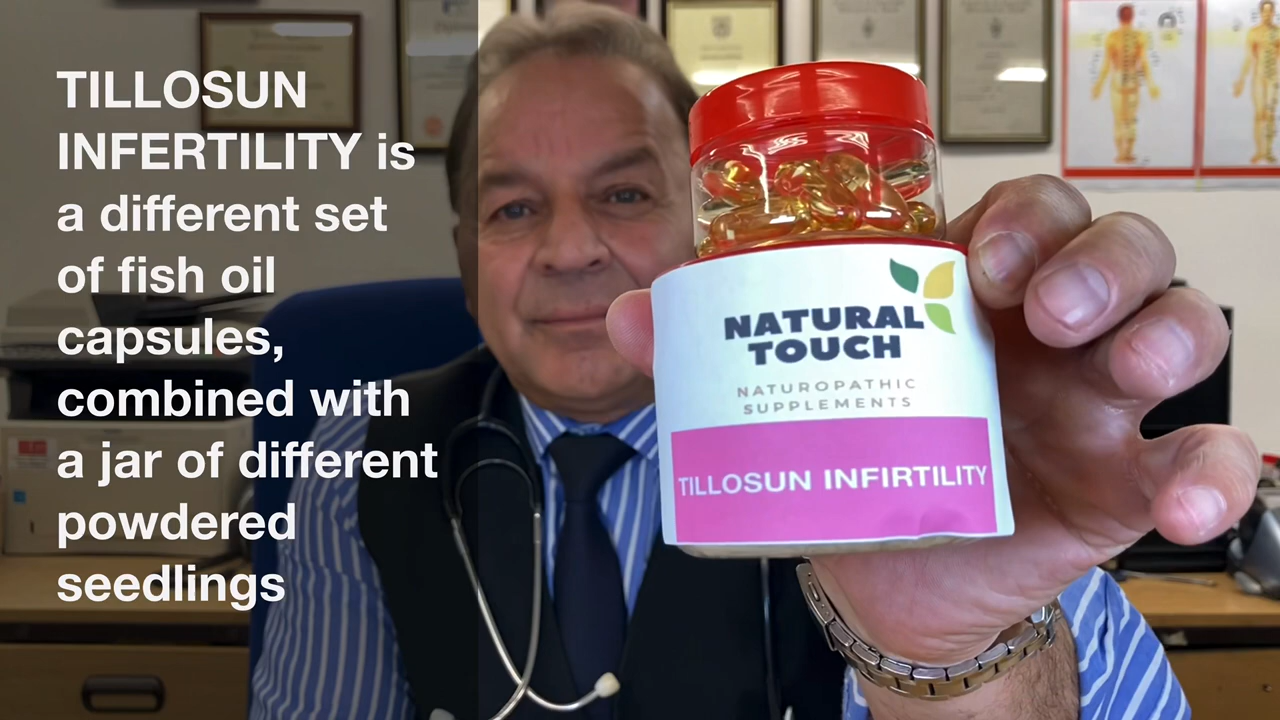 TILLOSUN
INFERTILITY is
a different set
of fish oil
capsules,
combined with
a jar of different
powdered
seedlings
NATURAL
TOUCH
NATUROPATHIC
SUPPLEMENTS
TILLOSUN INFIRTILITY